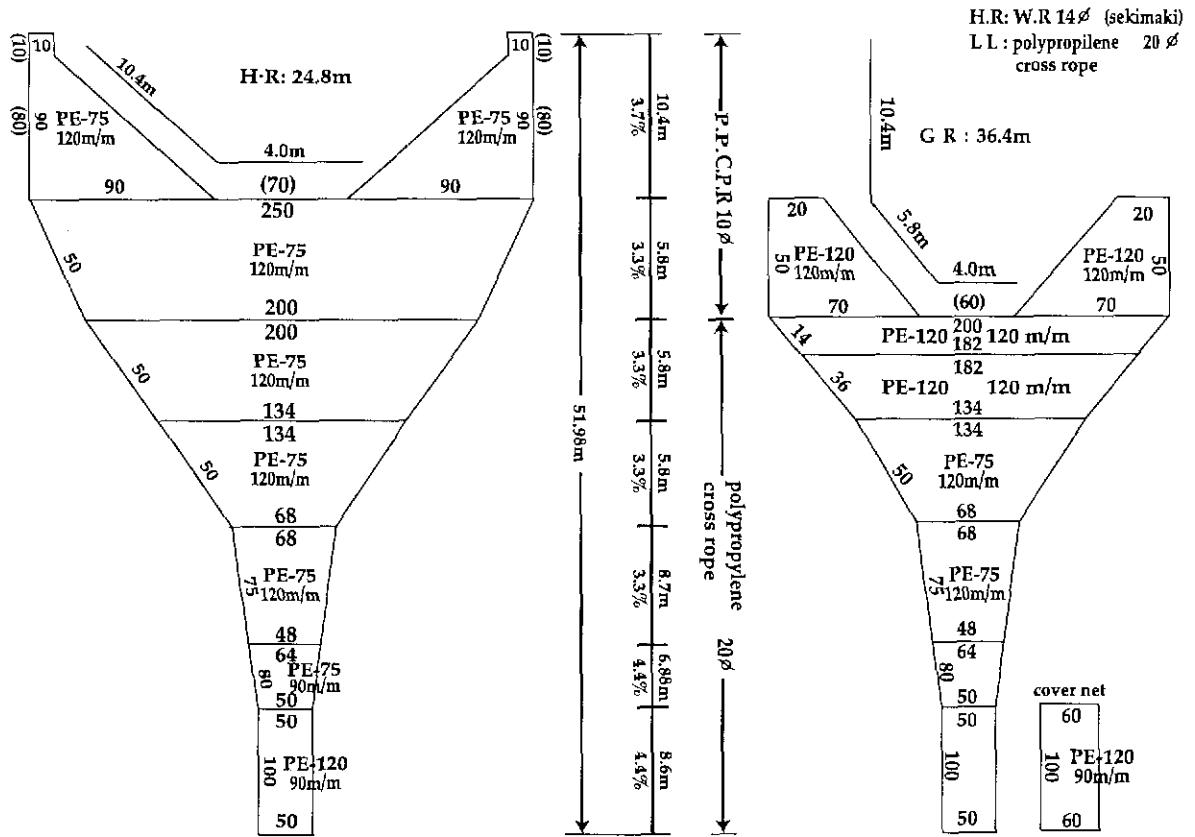 H.R: W.R 14ø (sekimaki)
L L : polypropilene 20 ø
cross rope
(10)
10
10.4m
H·R: 24.8m
10
(10)
(80)
90
PE-75
120m/m
PE-75
120m/m
90
(80)
4.0m
90
(70)
90
250
50
PE-75
120m/m
200
200
50
PE-75
120m/m
134
134
50
PE-75
120m/m
68
68
75
PE-75
120m/m
48
64
80
PE-75
90m/m
50
50
100
PE-120
90m/m
50
51.98m
10.4m
3.7%
5.8m
3.3%
5.8m
3.3%
5.8m
3.3%
8.7m
3.3%
6.88m
4.4%
8.6m
4.4%
P.P.C.P.R 10ø
polypropylene 20ø
cross rope
10.4m
G R : 36.4m
5.8m
4.0m
20
50
PE-120
120m/m
20
PE-120
120m/m
50
70
(60)
70
14
200
PE-120 120 m/m
182
182
36
PE-120 120 m/m
134
134
50
PE-75
120m/m
68
68
75
PE-75
120m/m
48
64
80
50
50
100
50
cover net
60
100
PE-120
90m/m
60